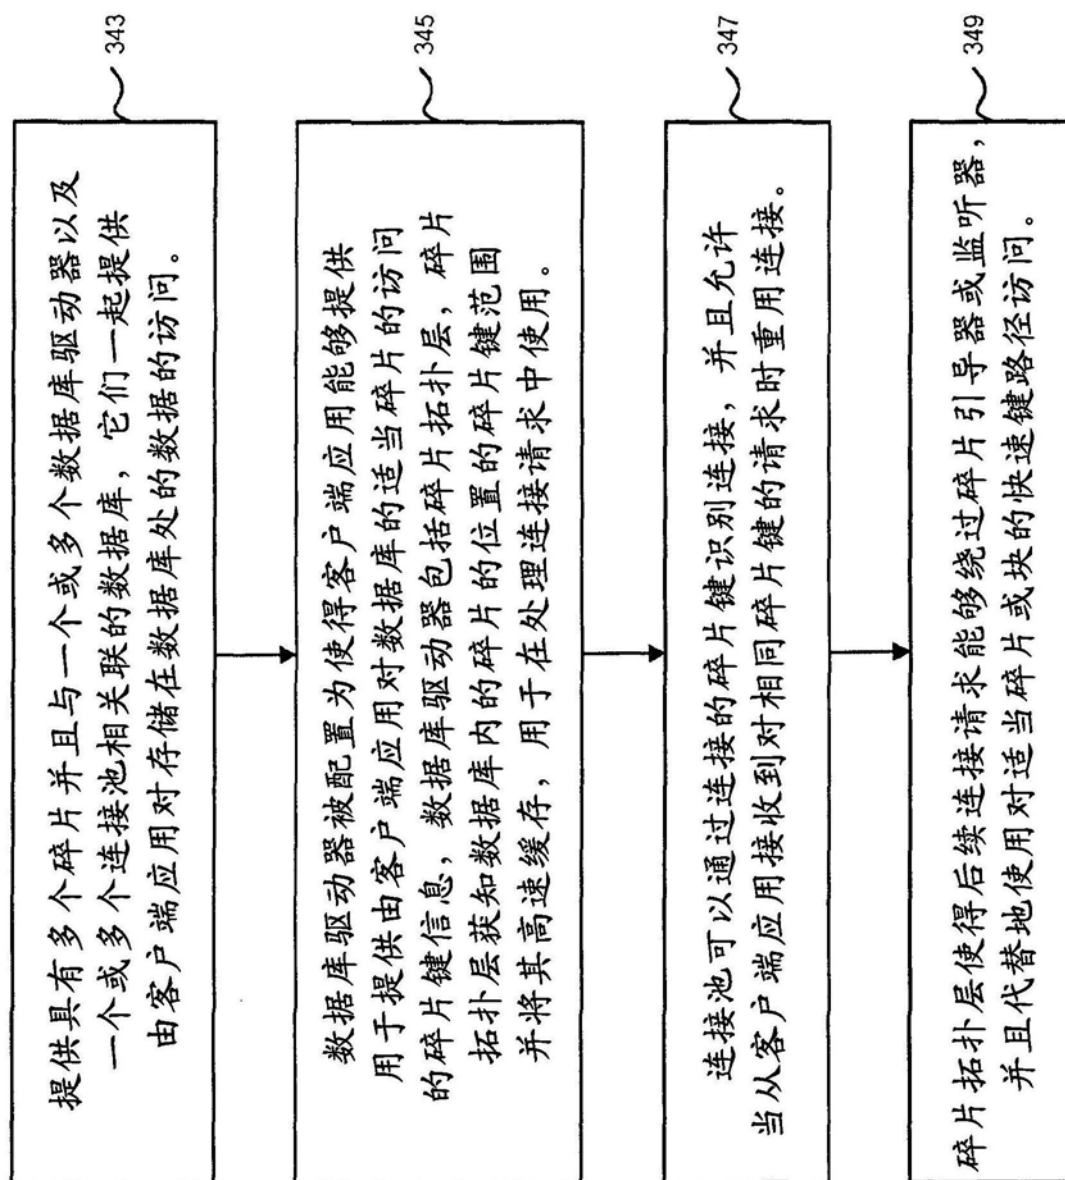 343
提供具有多个碎片并且与一个或多个数据库驱动器以及
一个或多个连接池相关联的数据库，它们一起提供
由客户端应用对存储在数据库处的数据的访问。
345
数据库驱动器被配置为使得客户端应用能够提供
用于提供由客户端应用对数据库的适当碎片的访问
的碎片键信息，数据库驱动器包括碎片拓扑层，碎片
拓扑层获知数据库内的碎片的位置的碎片键范围
并将其高速缓存，用于在处理连接请求中使用。
347
连接池可以通过连接的碎片键识别连接，并且允许
当从客户端应用接收到对相同碎片键的请求时重用连接。
349
碎片拓扑层使得后续连接请求能够绕过碎片引导器或监听器，
并且代替地使用对适当碎片或块的快速键路径访问。